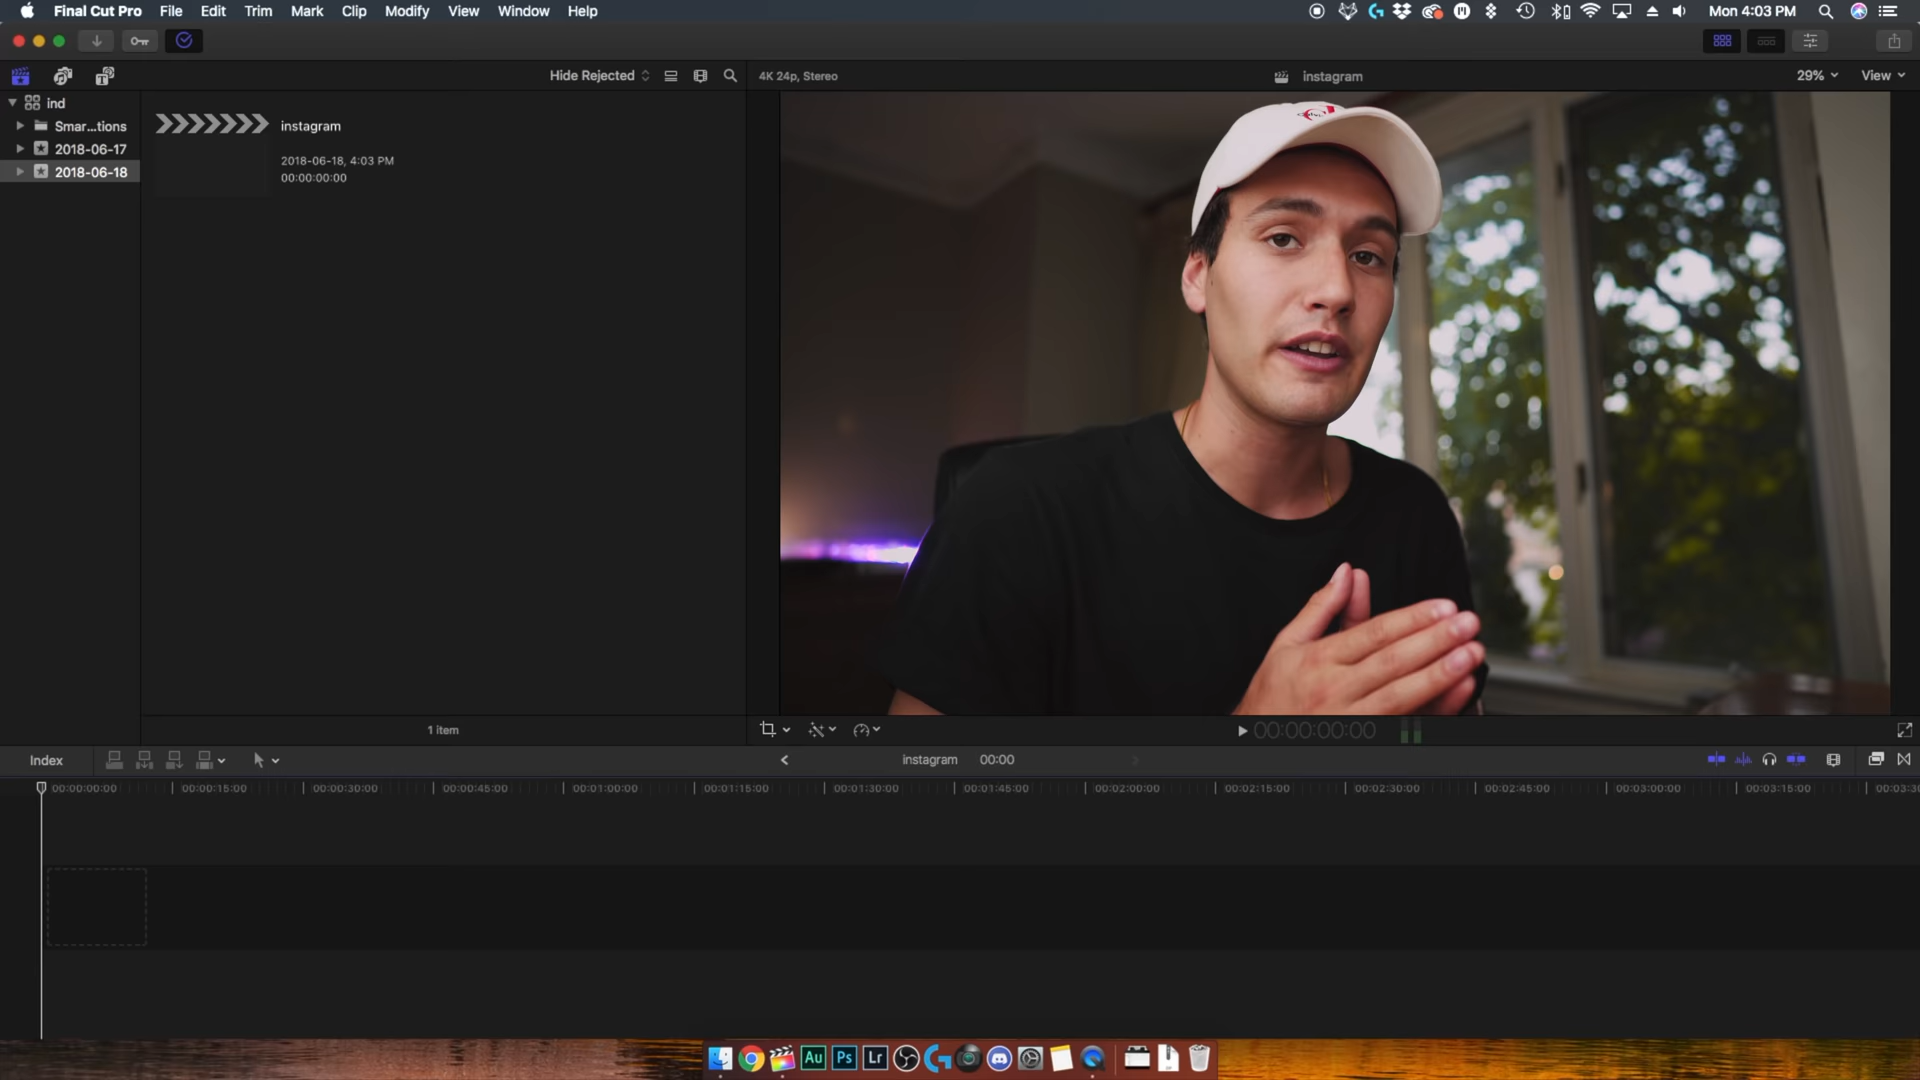 Final Cut Pro File Edit Trim Mark Clip Modify View Window Help Mon 4:03 PM
Hide Rejected 4K 24p, Stereo instagram 29% View
ind
Smar...tions
2018-06-17
2018-06-18
instagram
2018-06-18, 4:03 PM
00:00:00:00
1 item
00:00:00:00
Index instagram 00:00
00:00:00:00 00:00:15:00 00:00:30:00 00:00:45:00 00:01:00:00 00:01:15:00 00:01:30:00 00:01:45:00 00:02:00:00 00:02:15:00 00:02:30:00 00:02:45:00 00:03:00:00 00:03:15:00 00:03:30
Au Ps Lr